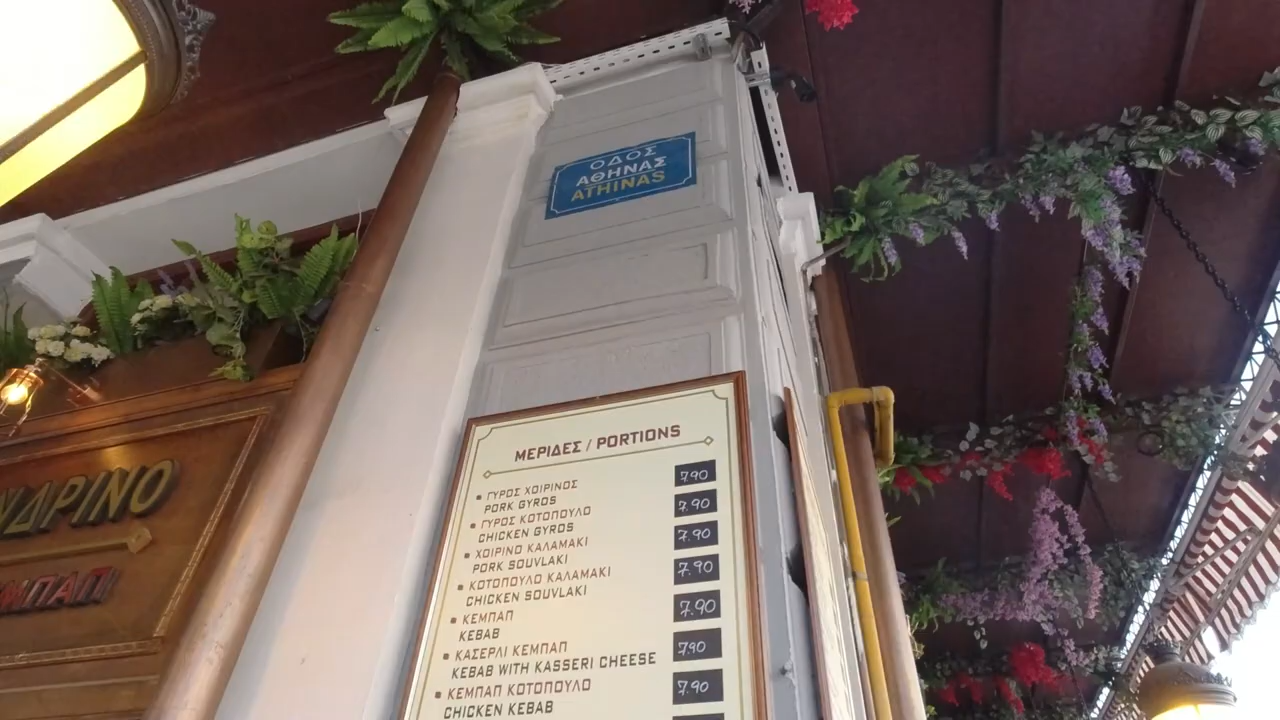 ΟΔΟΣ
ΑΘΗΝΑΣ
ATHINAS
ΜΕΡΙΔΕΣ / PORTIONS
ΓΥΡΟΣ ΧΟΙΡΙΝΟΣ 7.90
PORK GYROS
ΓΥΡΟΣ ΚΟΤΟΠΟΥΛΟ 7.90
CHICKEN GYROS
ΧΟΙΡΙΝΟ ΚΑΛΑΜΑΚΙ 7.90
PORK SOUVLAKI
ΚΟΤΟΠΟΥΛΟ ΚΑΛΑΜΑΚΙ 7.90
CHICKEN SOUVLAKI
ΚΕΜΠΑΠ 7.90
KEBAB
ΚΑΣΕΡΛΙ ΚΕΜΠΑΠ 7.90
KEBAB WITH KASSERI CHEESE
ΚΕΜΠΑΠ ΚΟΤΟΠΟΥΛΟ 7.90
CHICKEN KEBAB